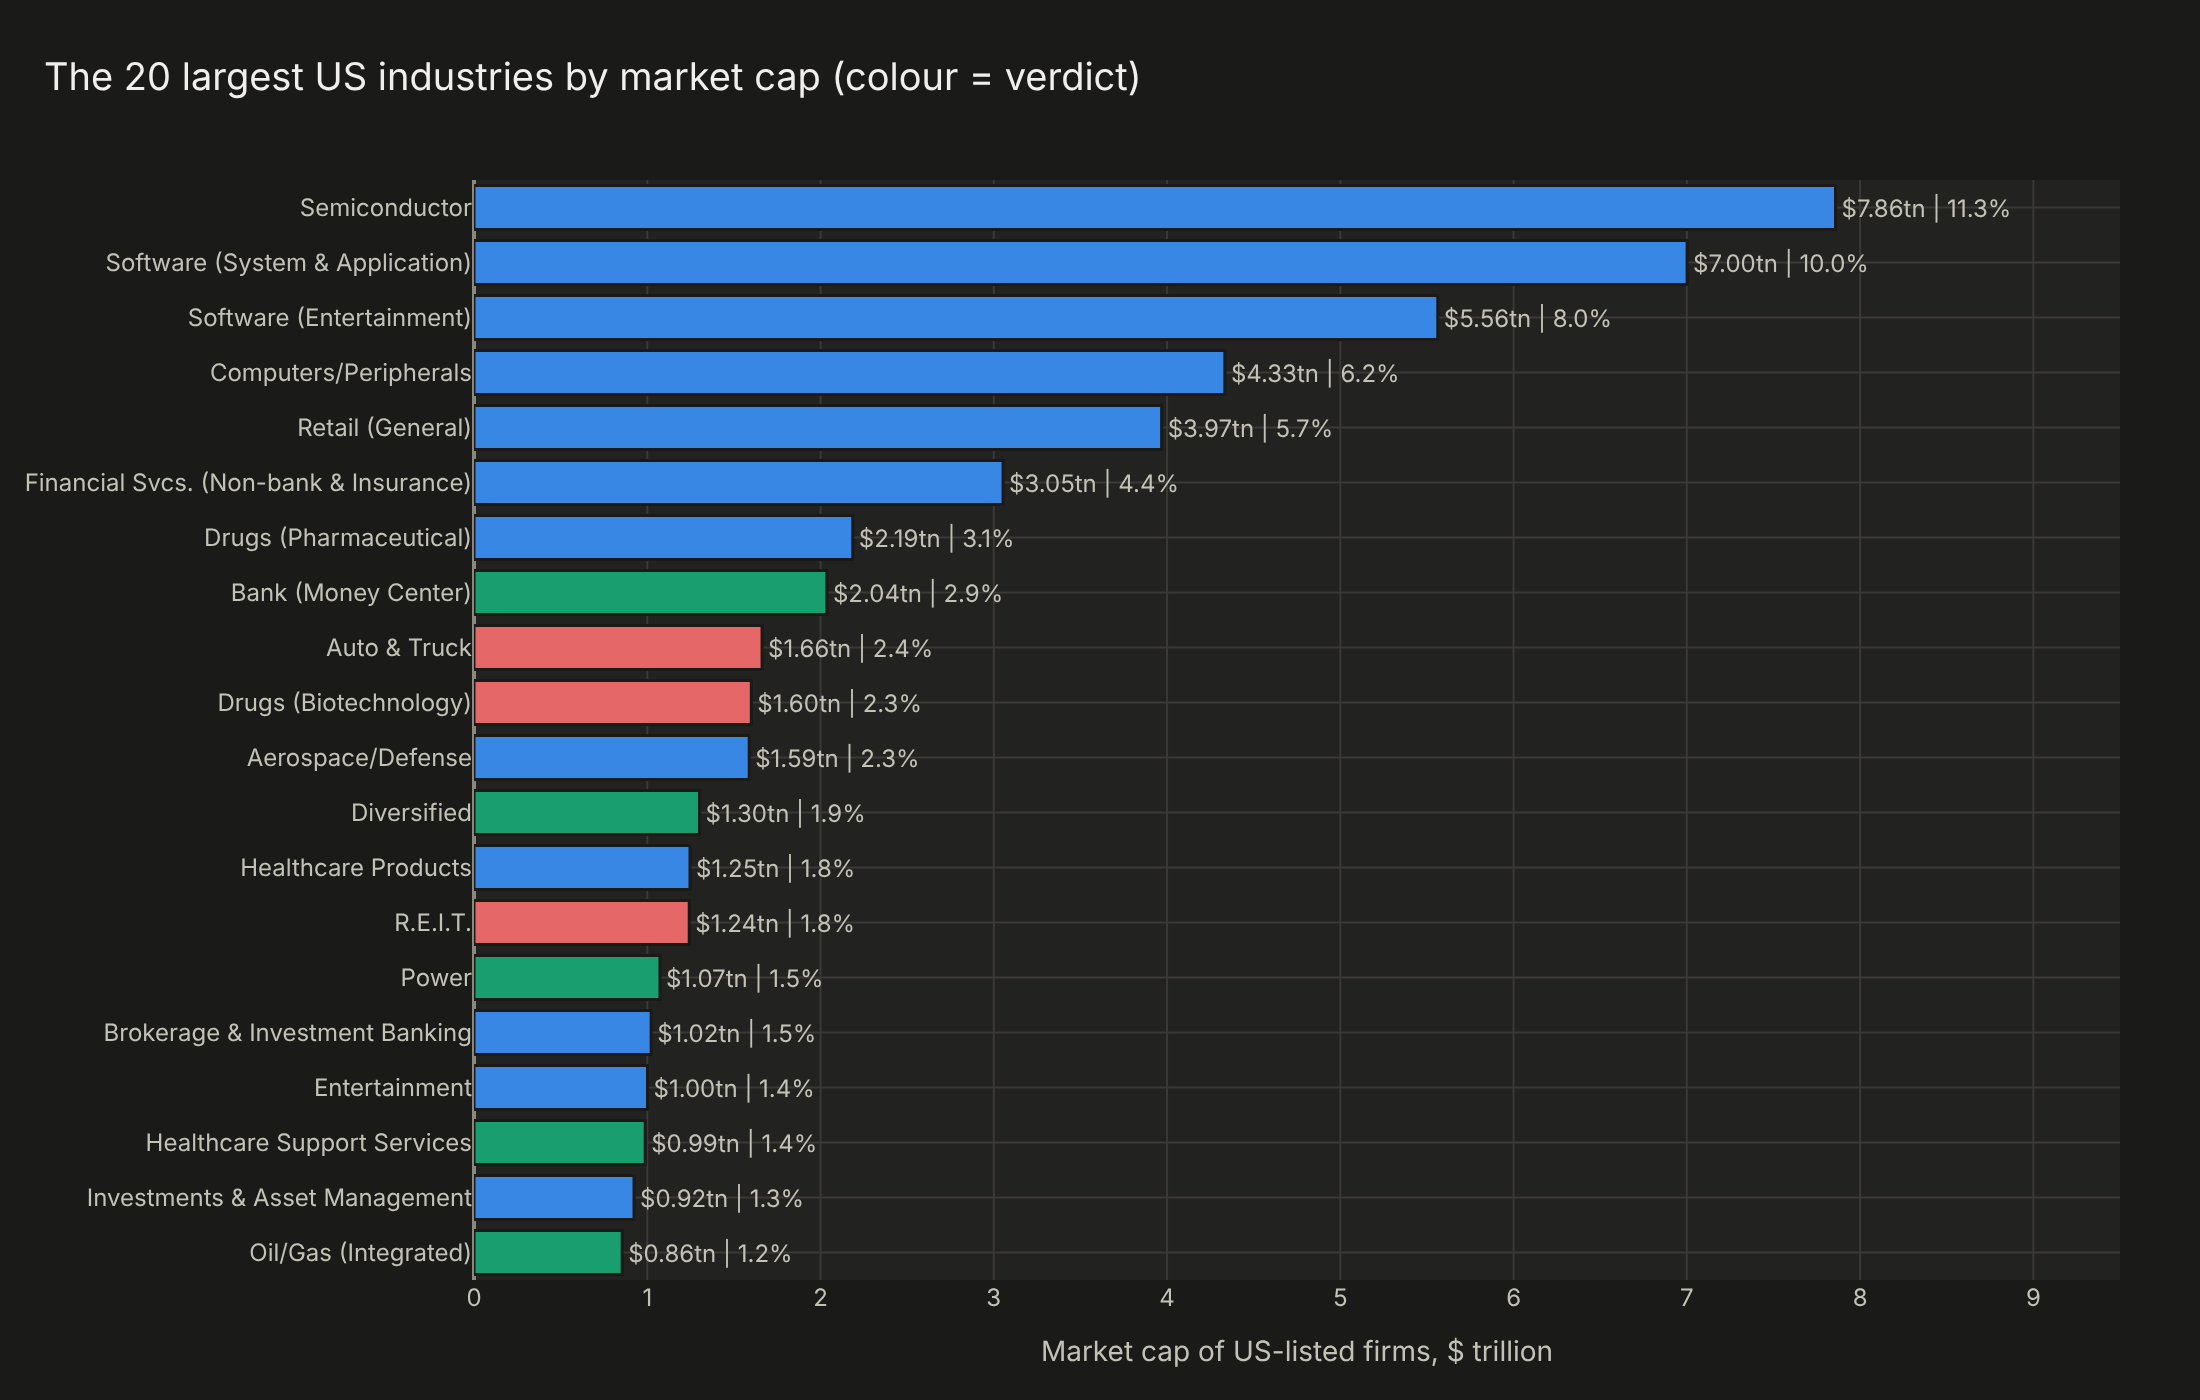 The 20 largest US industries by market cap (colour = verdict)
Semiconductor $7.86tn | 11.3%
Software (System & Application) $7.00tn | 10.0%
Software (Entertainment) $5.56tn | 8.0%
Computers/Peripherals $4.33tn | 6.2%
Retail (General) $3.97tn | 5.7%
Financial Svcs. (Non-bank & Insurance) $3.05tn | 4.4%
Drugs (Pharmaceutical) $2.19tn | 3.1%
Bank (Money Center) $2.04tn | 2.9%
Auto & Truck $1.66tn | 2.4%
Drugs (Biotechnology) $1.60tn | 2.3%
Aerospace/Defense $1.59tn | 2.3%
Diversified $1.30tn | 1.9%
Healthcare Products $1.25tn | 1.8%
R.E.I.T. $1.24tn | 1.8%
Power $1.07tn | 1.5%
Brokerage & Investment Banking $1.02tn | 1.5%
Entertainment $1.00tn | 1.4%
Healthcare Support Services $0.99tn | 1.4%
Investments & Asset Management $0.92tn | 1.3%
Oil/Gas (Integrated) $0.86tn | 1.2%
0 1 2 3 4 5 6 7 8 9
Market cap of US-listed firms, $ trillion